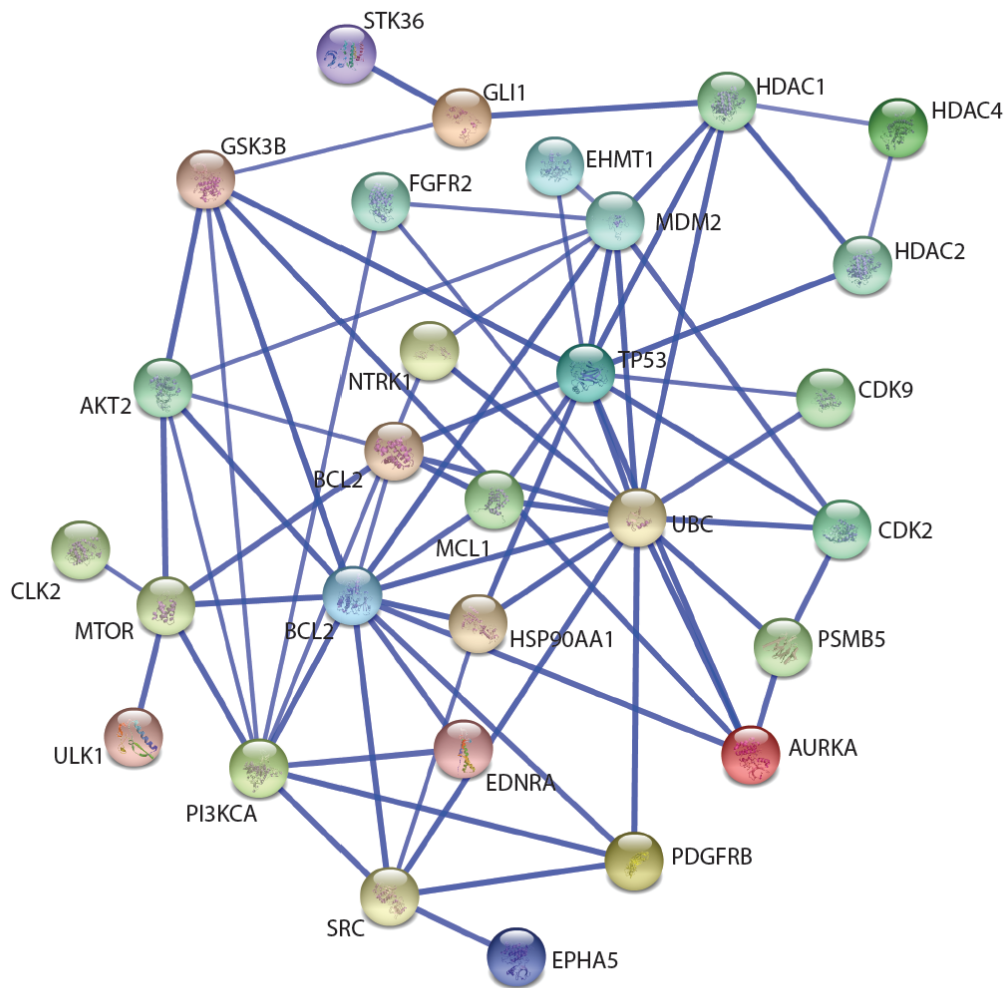 STK36
HDAC1
GLI1
HDAC4
GSK3B
EHMT1
FGFR2
MDM2
HDAC2
TP53
NTRK1
CDK9
AKT2
BCL2
UBC
CDK2
MCL1
CLK2
MTOR
BCL2
HSP90AA1
PSMB5
ULK1
AURKA
EDNRA
PI3KCA
PDGFRB
SRC
EPHA5